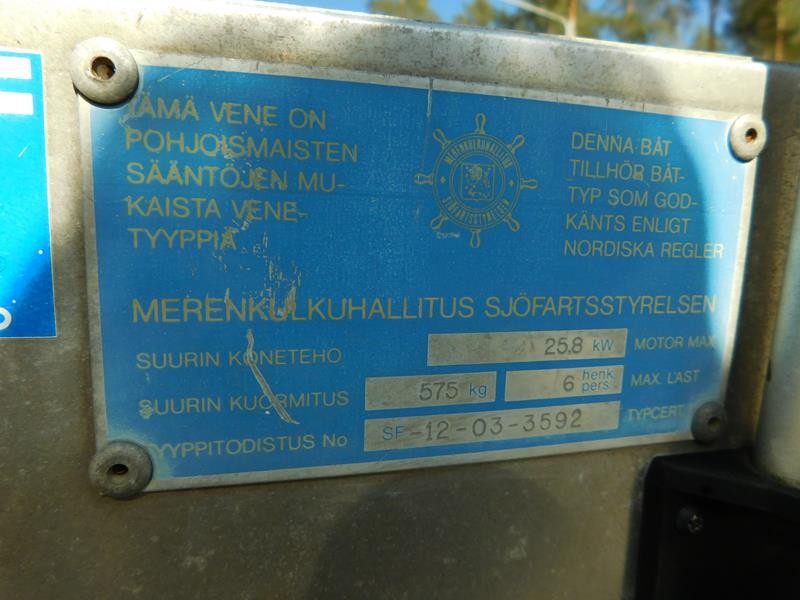 TÄMÄ VENE ON
POHJOISMAISTEN
SÄÄNTÖJEN MU-
KAISTA VENE-
TYYPPIÄ
MERENKULKUHALLITUS
SJÖFARTSSTYRELSEN
DENNA BÅT
TILLHÖR BÅT-
TYP SOM GOD-
KÄNTS ENLIGT
NORDISKA REGLER
MERENKULKUHALLITUS SJÖFARTSSTYRELSEN
SUURIN KONETEHO 25.8 kW MOTOR MAX
SUURIN KUORMITUS 575 kg 6 henk. pers. MAX. LAST
TYYPPITODISTUS No SF-12-03-3592 TYPCERT.